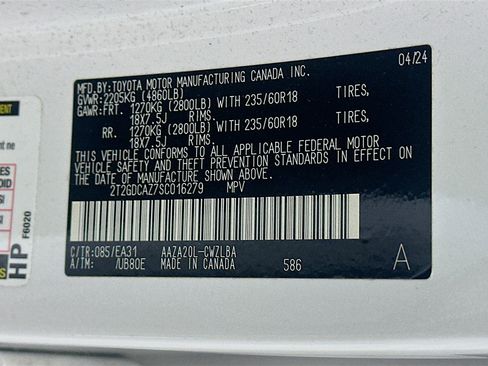 MFD.BY:TOYOTA MOTOR MANUFACTURING CANADA INC. 04/24
GVWR:2205KG (4860LB)
GAWR:FRT. 1270KG (2800LB) WITH 235/60R18 TIRES,
18X7.5J RIMS.
RR. 1270KG (2800LB) WITH 235/60R18 TIRES,
18X7.5J RIMS.
THIS VEHICLE CONFORMS TO ALL APPLICABLE FEDERAL MOTOR
VEHICLE SAFETY AND THEFT PREVENTION STANDARDS IN EFFECT ON
THE DATE OF MANUFACTURE SHOWN ABOVE.
2T2GDCAZ7SC016279 MPV
C/TR:085/EA31 AAZA20L-CWZLBA
A/TM: /UB80E MADE IN CANADA 586 A
HP F6020